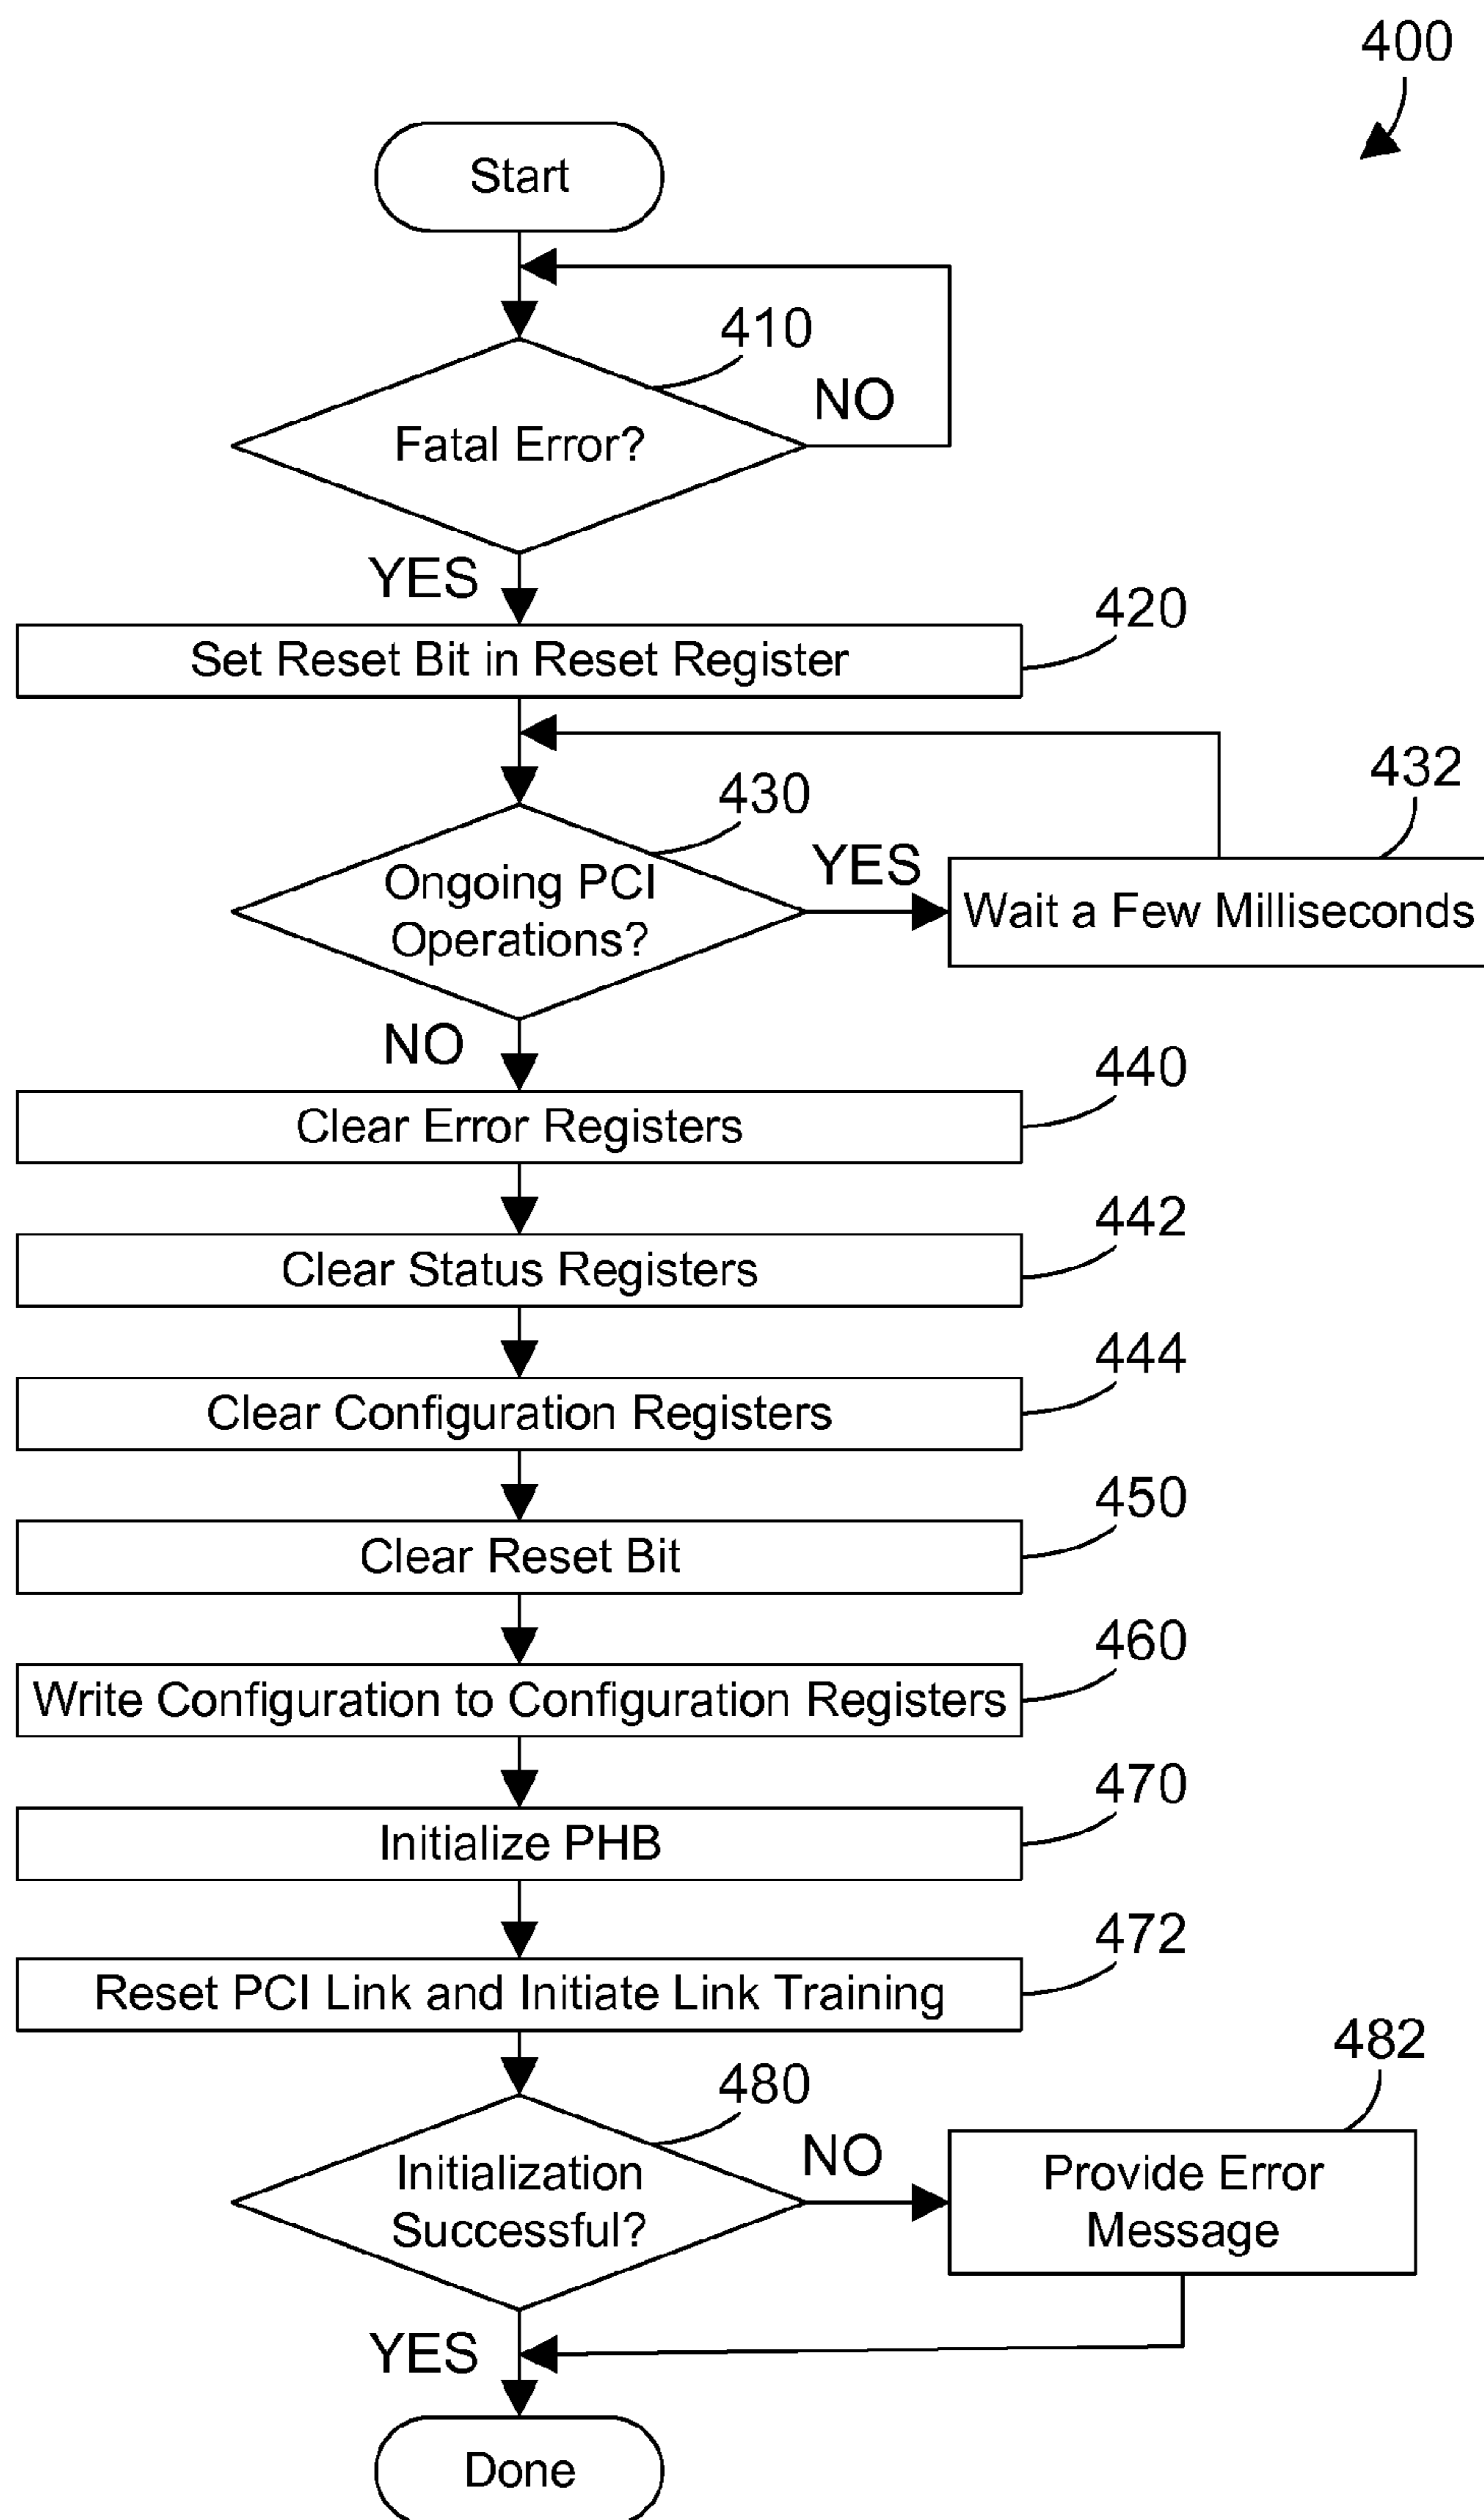 400
Start
410
NO
Fatal Error?
YES
420
Set Reset Bit in Reset Register
432
430
YES
Ongoing PCI
Operations?
Wait a Few Milliseconds
NO
440
Clear Error Registers
442
Clear Status Registers
444
Clear Configuration Registers
450
Clear Reset Bit
460
Write Configuration to Configuration Registers
470
Initialize PHB
472
Reset PCI Link and Initiate Link Training
482
480
NO
Initialization
Successful?
Provide Error
Message
YES
Done